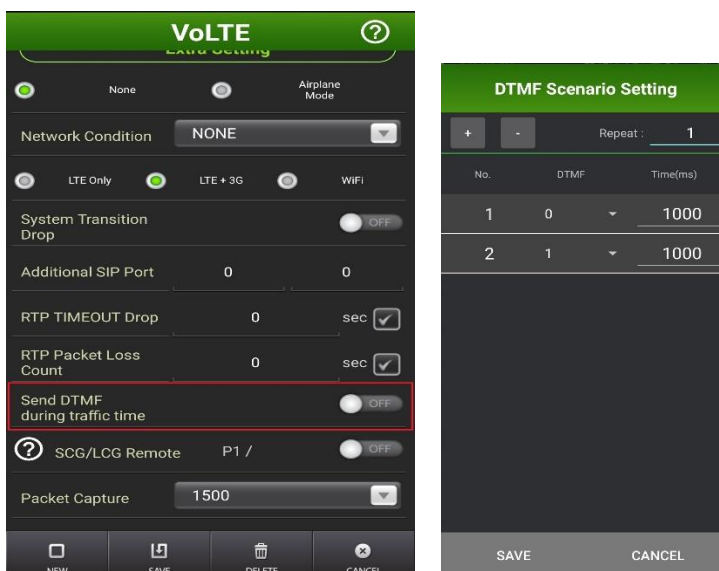 VoLTE ?
Extra Setting
None Airplane
Mode
Network Condition NONE
LTE Only LTE + 3G WiFi
System Transition
Drop OFF
Additional SIP Port 0 0
RTP TIMEOUT Drop 0 sec
RTP Packet Loss
Count 0 sec
Send DTMF
during traffic time OFF
? SCG/LCG Remote P1 / OFF
Packet Capture 1500
NEW SAVE DELETE CANCEL
DTMF Scenario Setting
+ - Repeat : 1
No. DTMF Time(ms)
1 0 1000
2 1 1000
SAVE CANCEL